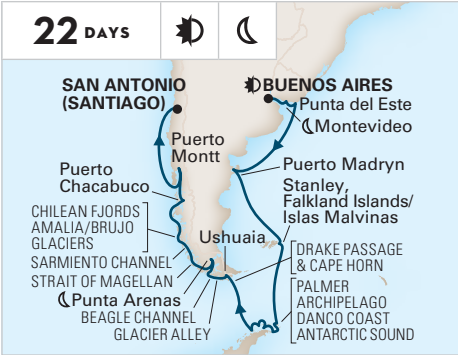 22 DAYS
SAN ANTONIO
(SANTIAGO)
BUENOS AIRES
Punta del Este
Montevideo
Puerto
Montt
Puerto Madryn
Puerto
Chacabuco
Stanley,
Falkland Islands/
Islas Malvinas
CHILEAN FJORDS
AMALIA/BRUJO
GLACIERS
Ushuaia
DRAKE PASSAGE
& CAPE HORN
SARMIENTO CHANNEL
STRAIT OF MAGELLAN
Punta Arenas
BEAGLE CHANNEL
GLACIER ALLEY
PALMER
ARCHIPELAGO
DANCO COAST
ANTARCTIC SOUND